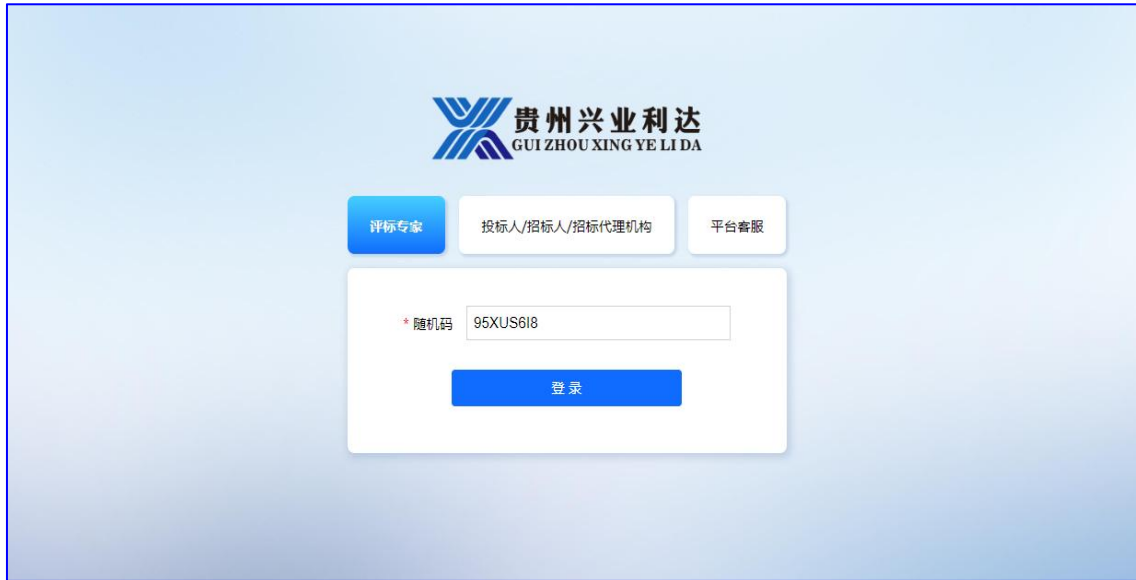 贵州兴业利达
GUI ZHOU XING YE LI DA
评标专家 投标人/招标人/招标代理机构 平台客服
* 随机码 95XUS6I8
登录